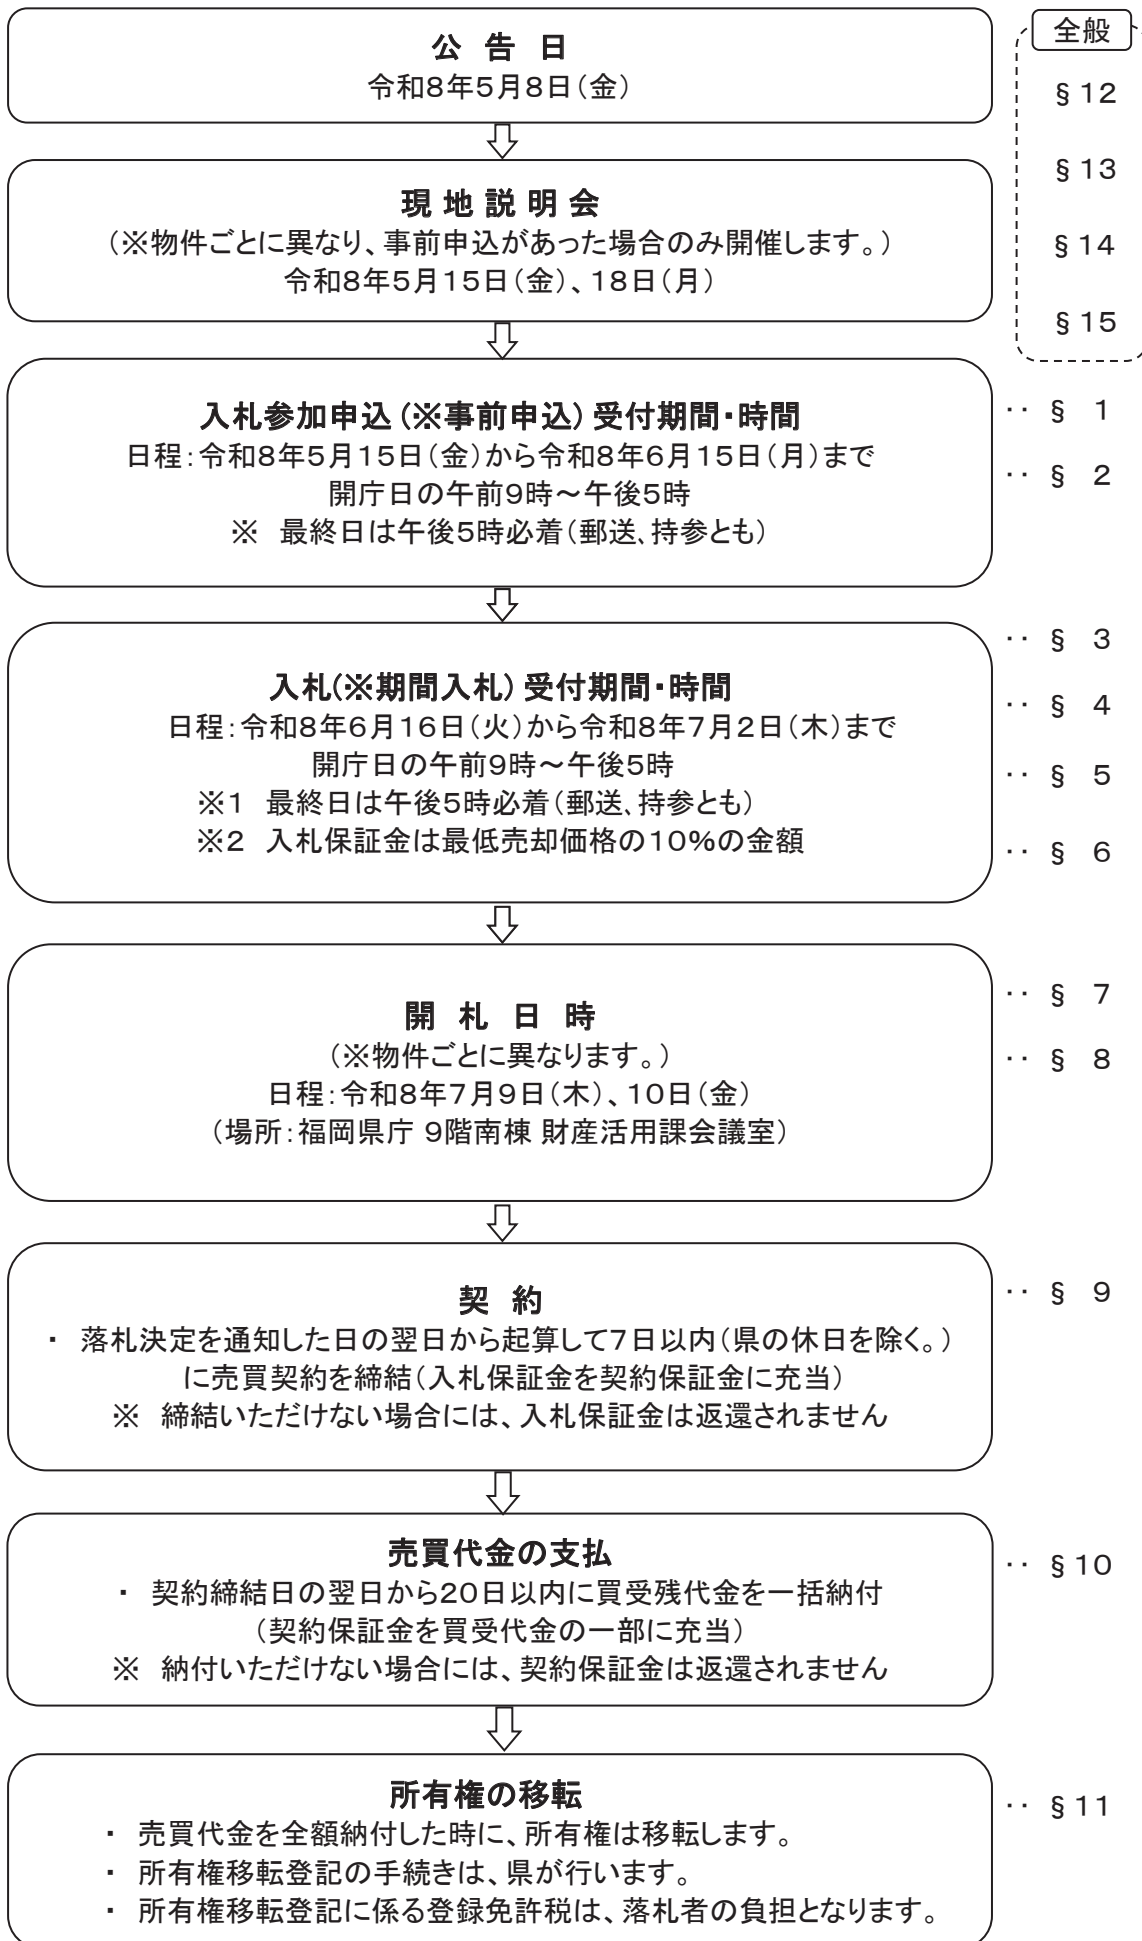 公 告 日
令和8年5月8日(金)
現 地 説 明 会
(※物件ごとに異なり、事前申込があった場合のみ開催します。)
令和8年5月15日(金)、18日(月)
全般
§12
§13
§14
§15
入札参加申込(※事前申込)受付期間・時間
日程:令和8年5月15日(金)から令和8年6月15日(月)まで
開庁日の午前9時～午後5時
※ 最終日は午後5時必着(郵送、持参とも)
‥ § 1
‥ § 2
入札(※期間入札)受付期間・時間
日程:令和8年6月16日(火)から令和8年7月2日(木)まで
開庁日の午前9時～午後5時
※1 最終日は午後5時必着(郵送、持参とも)
※2 入札保証金は最低売却価格の10%の金額
‥ § 3
‥ § 4
‥ § 5
‥ § 6
開 札 日 時
(※物件ごとに異なります。)
日程:令和8年7月9日(木)、10日(金)
(場所:福岡県庁 9階南棟 財産活用課会議室)
‥ § 7
‥ § 8
契 約
・ 落札決定を通知した日の翌日から起算して7日以内(県の休日を除く。)
に売買契約を締結(入札保証金を契約保証金に充当)
※ 締結いただけない場合には、入札保証金は返還されません
‥ § 9
売買代金の支払
・ 契約締結日の翌日から20日以内に買受残代金を一括納付
(契約保証金を買受代金の一部に充当)
※ 納付いただけない場合には、契約保証金は返還されません
‥ §10
所有権の移転
・ 売買代金を全額納付した時に、所有権は移転します。
・ 所有権移転登記の手続きは、県が行います。
・ 所有権移転登記に係る登録免許税は、落札者の負担となります。
‥ §11